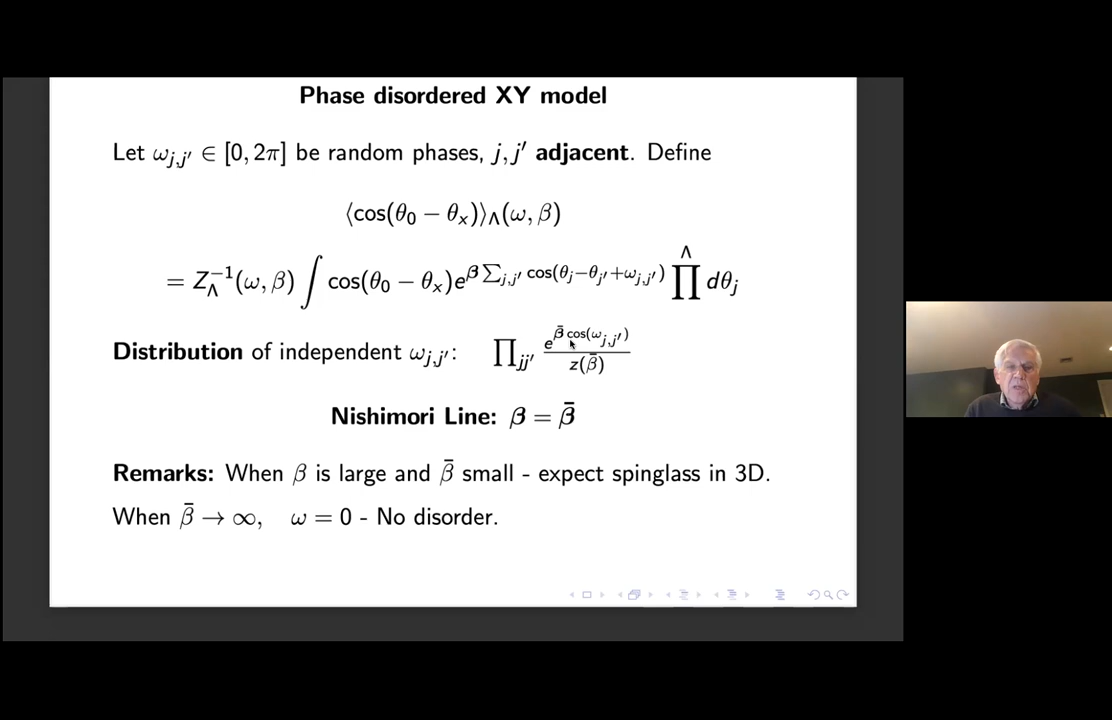 Phase disordered XY model
Let ω_{j,j′} ∈ [0, 2π] be random phases, j, j′ adjacent. Define
⟨cos(θ_0 − θ_x)⟩_Λ(ω, β)
= Z_Λ^{−1}(ω, β) ∫ cos(θ_0 − θ_x) e^{β ∑_{j,j′} cos(θ_j−θ_{j′}+ω_{j,j′})} ∏^Λ dθ_j
Distribution of independent ω_{j,j′}: ∏_{jj′} e^{β̄ cos(ω_{j,j′})} / z(β̄)
Nishimori Line: β = β̄
Remarks: When β is large and β̄ small - expect spinglass in 3D.
When β̄ → ∞, ω = 0 - No disorder.